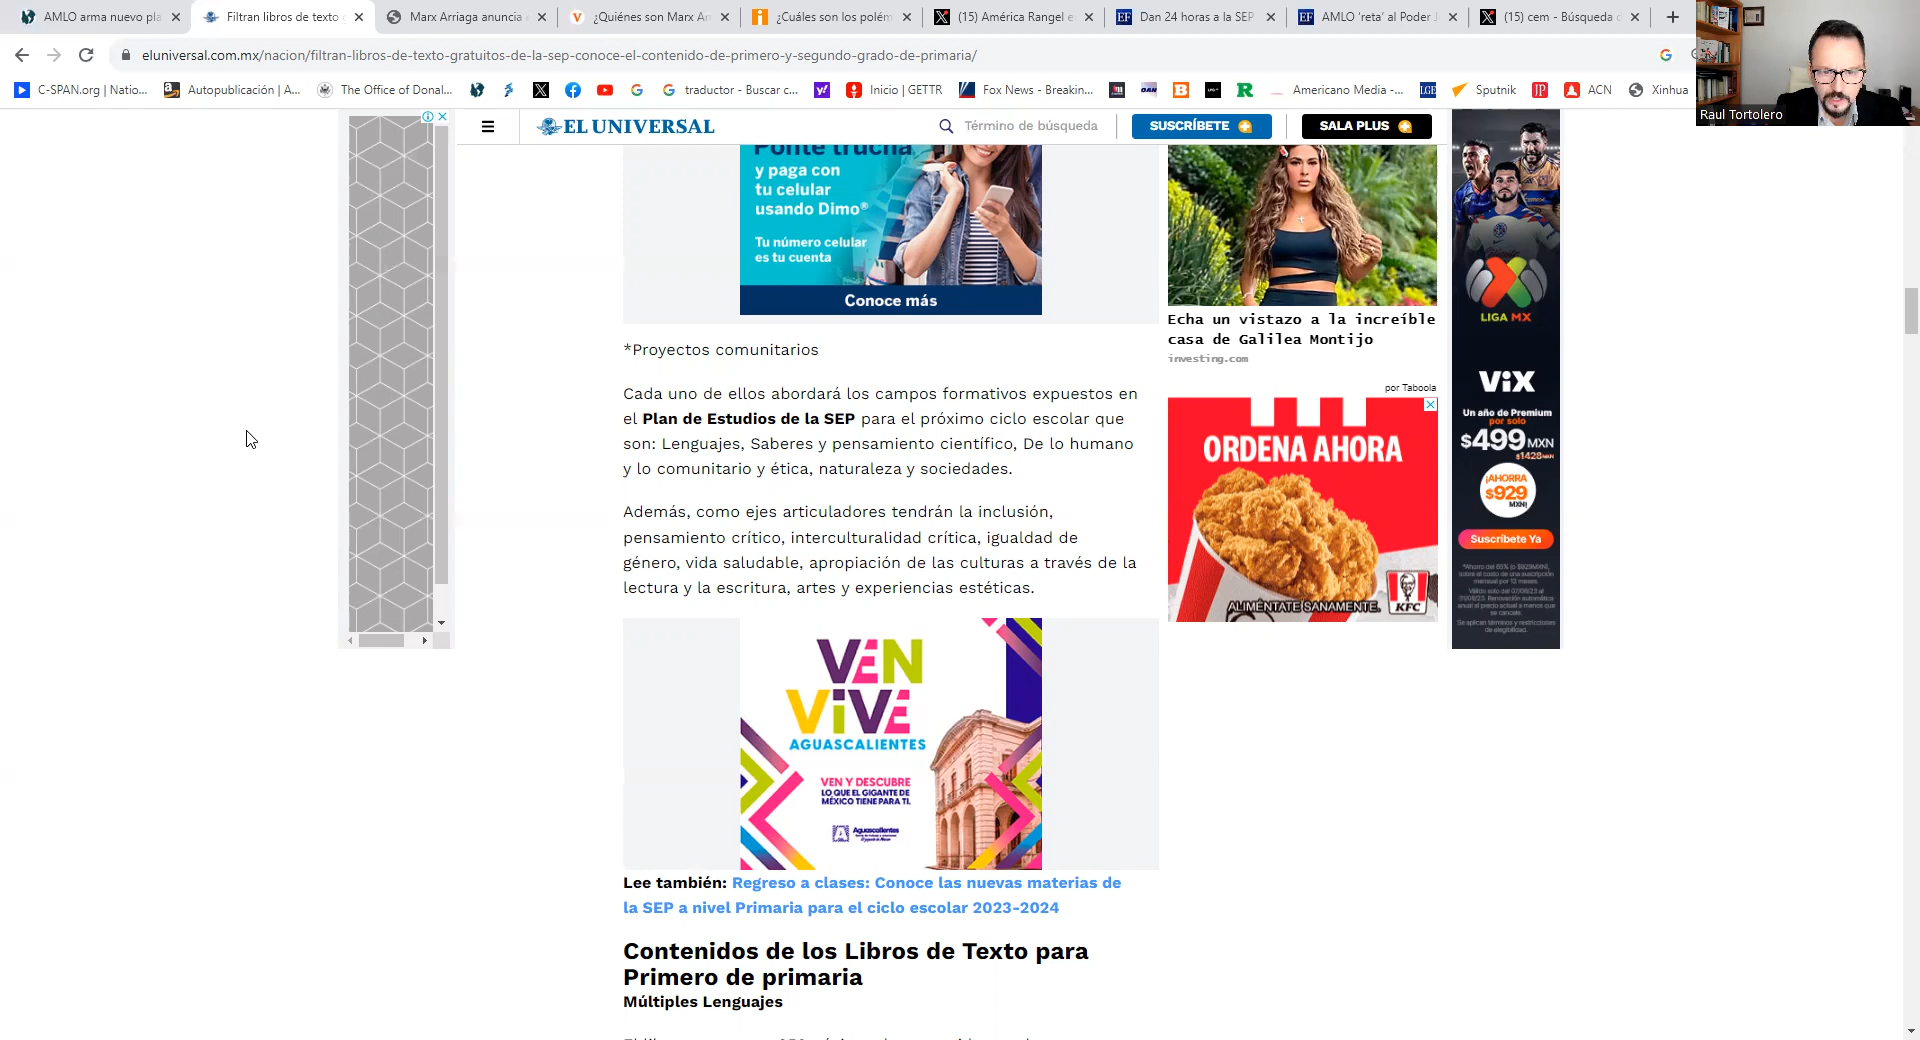 AMLO arma nuevo pla
Filtran libros de texto
Marx Arriaga anuncia
¿Quiénes son Marx Ar
¿Cuáles son los polém
(15) América Rangel e
Dan 24 horas a la SEP
AMLO 'reta' al Poder J
(15) cem - Búsqueda
eluniversal.com.mx/nacion/filtran-libros-de-texto-gratuitos-de-la-sep-conoce-el-contenido-de-primero-y-segundo-grado-de-primaria/
C-SPAN.org | Natio...
Autopublicación | A...
The Office of Donal...
traductor - Buscar c...
Inicio | GETTR
Fox News - Breakin...
Americano Media -...
Sputnik
ACN
Xinhua
Raul Tortolero
EL UNIVERSAL
Término de búsqueda
SUSCRÍBETE
SALA PLUS
Ponte trucha
y paga con
tu celular
usando Dimo®
Tu número celular
es tu cuenta
Conoce más
*Proyectos comunitarios
Cada uno de ellos abordará los campos formativos expuestos en
el Plan de Estudios de la SEP para el próximo ciclo escolar que
son: Lenguajes, Saberes y pensamiento científico, De lo humano
y lo comunitario y ética, naturaleza y sociedades.
Además, como ejes articuladores tendrán la inclusión,
pensamiento crítico, interculturalidad crítica, igualdad de
género, vida saludable, apropiación de las culturas a través de la
lectura y la escritura, artes y experiencias estéticas.
VEN
ViVE
AGUASCALIENTES
VEN Y DESCUBRE
LO QUE EL GIGANTE DE
MÉXICO TIENE PARA TI.
Aguascalientes
Lee también: Regreso a clases: Conoce las nuevas materias de
la SEP a nivel Primaria para el ciclo escolar 2023-2024
Contenidos de los Libros de Texto para
Primero de primaria
Múltiples Lenguajes
Echa un vistazo a la increíble
casa de Galilea Montijo
investing.com
por Taboola
ORDENA AHORA
ALIMÉNTATE SANAMENTE.
KFC
LIGA MX
ViX
Un año de Premium
por solo
$499 MXN
$1428 MXN
¡AHORRA
$929
MXN!
Suscríbete Ya